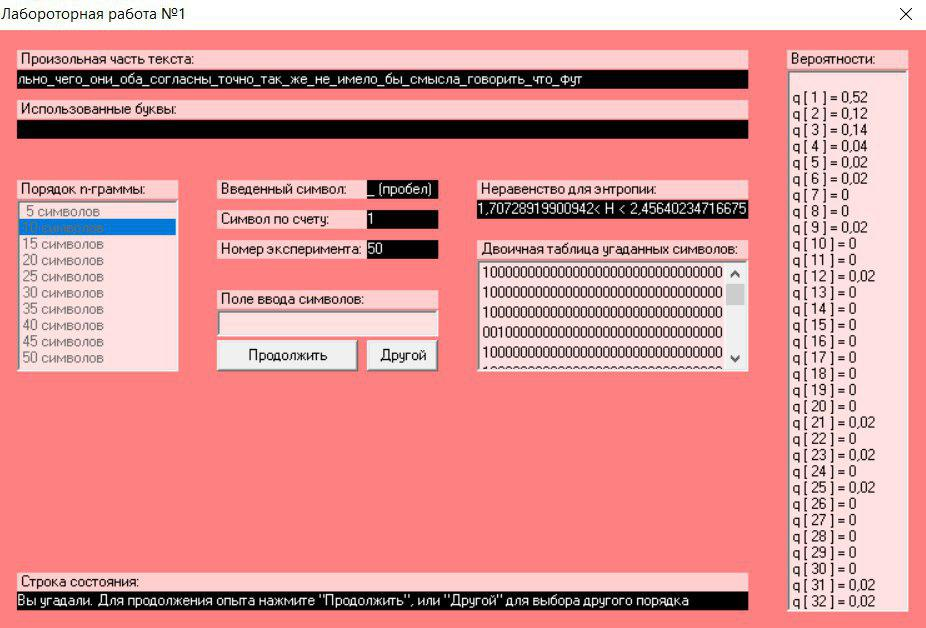 Лабороторная работа №1
Произольная часть текста:
льно_чего_они_оба_согласны_точно_так_же_не_имело_бы_смысла_говорить_что_фут
Использованные буквы:
Порядок n-граммы:
5 символов
10 символов
15 символов
20 символов
25 символов
30 символов
35 символов
40 символов
45 символов
50 символов
Введенный символ: _ (пробел)
Символ по счету: 1
Номер эксперимента: 50
Поле ввода символов:
Продолжить
Другой
Неравенство для энтропии:
1,70728919900942< H < 2,45640234716675
Двоичная таблица угаданных символов:
10000000000000000000000000000000
10000000000000000000000000000000
10000000000000000000000000000000
00100000000000000000000000000000
10000000000000000000000000000000
Вероятности:
q[1]=0,52
q[2]=0,12
q[3]=0,14
q[4]=0,04
q[5]=0,02
q[6]=0,02
q[7]=0
q[8]=0
q[9]=0,02
q[10]=0
q[11]=0
q[12]=0,02
q[13]=0
q[14]=0
q[15]=0
q[16]=0
q[17]=0
q[18]=0
q[19]=0
q[20]=0
q[21]=0,02
q[22]=0
q[23]=0,02
q[24]=0
q[25]=0,02
q[26]=0
q[27]=0
q[28]=0
q[29]=0
q[30]=0
q[31]=0,02
q[32]=0,02
Строка состояния:
Вы угадали. Для продолжения опыта нажмите "Продолжить", или "Другой" для выбора другого порядка